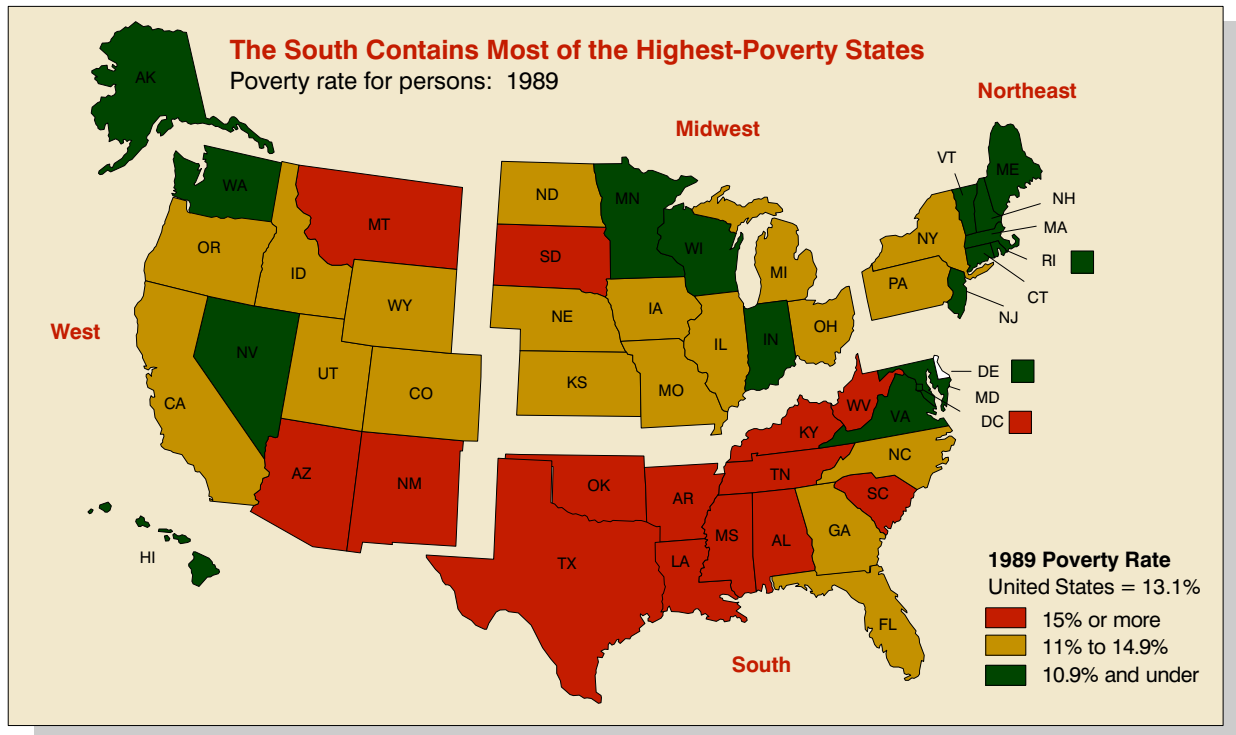 The South Contains Most of the Highest-Poverty States
Poverty rate for persons: 1989
Northeast
Midwest
West
South
AK
WA
MT
OR
ID
WY
NV
UT
CO
CA
AZ
NM
HI
ND
MN
SD
WI
MI
NE
IA
IL
IN
OH
KS
MO
VT
ME
NH
MA
NY
RI
PA
CT
NJ
DE
MD
DC
WV
VA
KY
NC
TN
SC
OK
AR
MS
AL
GA
TX
LA
FL
1989 Poverty Rate
United States = 13.1%
15% or more
11% to 14.9%
10.9% and under